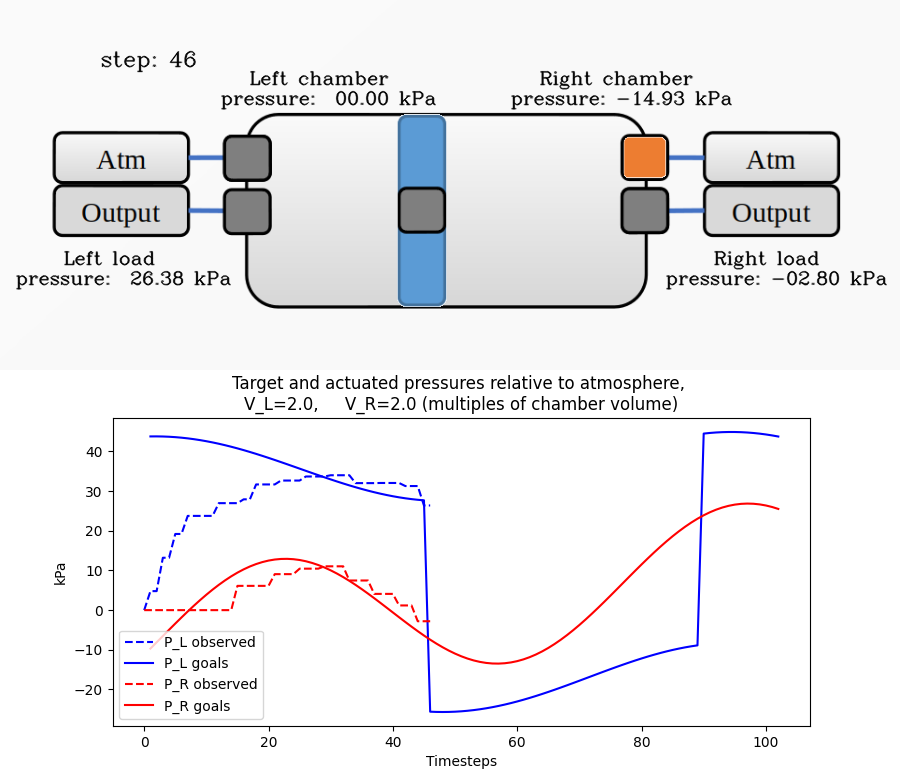 step: 46
Left chamber
pressure: 00.00 kPa
Right chamber
pressure: −14.93 kPa
Atm
Output
Atm
Output
Left load
pressure: 26.38 kPa
Right load
pressure: −02.80 kPa
Target and actuated pressures relative to atmosphere,
V_L=2.0, V_R=2.0 (multiples of chamber volume)
kPa
40
30
20
10
0
−10
−20
P_L observed
P_L goals
P_R observed
P_R goals
0 20 40 60 80 100
Timesteps